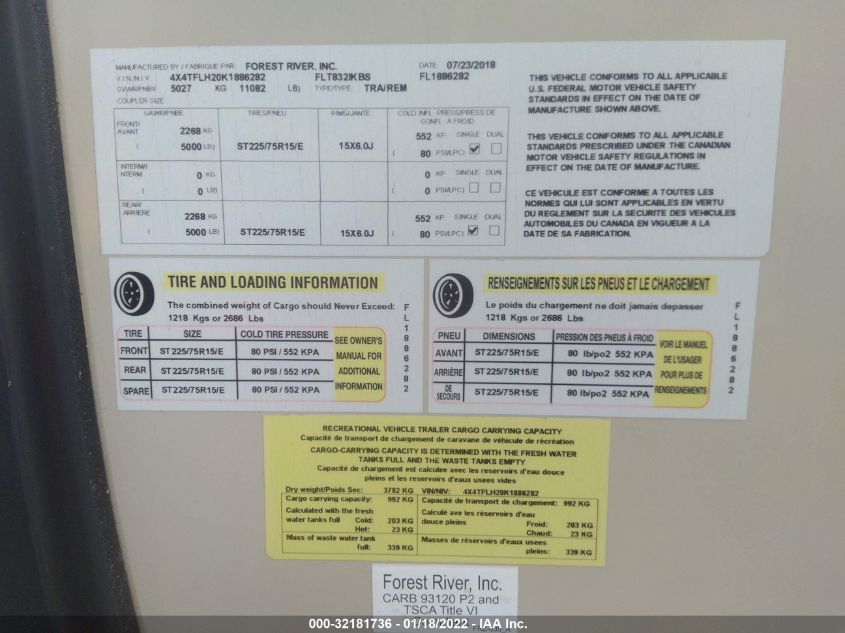 MANUFACTURED BY / FABRIQUE PAR: FOREST RIVER, INC. DATE: 07/23/2018
V.I.N./N.I.V. 4X4TFLH20K1886282 FLT832IKBS FL1886282
GVWR/PNBV 5027 KG 11082 LB) TYPE/TYPE: TRA/REM
COUPLER SIZE
GAWR/PNBE TIRES/PNEU RIMS/JANTE COLD INFL. PRESS/PRESS DE GONFL. A FROID
FRONT/ AVANT 2268 KG 552 KP SINGLE DUAL
( 5000 LB) ST225/75R15/E 15X6.0J ( 80 PSI/LPC)
INTERM/I NTERM 0 KG 0 KP SINGLE DUAL
( 0 LB) 0 PSI/LPC)
REAR/ ARRIERE 2268 KG 552 KP SINGLE DUAL
( 5000 LB) ST225/75R15/E 15X6.0J ( 80 PSI/LPC)
THIS VEHICLE CONFORMS TO ALL APPLICABLE
U.S. FEDERAL MOTOR VEHICLE SAFETY
STANDARDS IN EFFECT ON THE DATE OF
MANUFACTURE SHOWN ABOVE.
THIS VEHICLE CONFORMS TO ALL APPLICABLE
STANDARDS PRESCRIBED UNDER THE CANADIAN
MOTOR VEHICLE SAFETY REGULATIONS IN
EFFECT ON THE DATE OF MANUFACTURE.
CE VEHICULE EST CONFORME A TOUTES LES
NORMES QUI LUI SONT APPLICABLES EN VERTU
DU REGLEMENT SUR LA SECURITE DES VEHICULES
AUTOMOBILES DU CANADA EN VIGUEUR A LA
DATE DE SA FABRICATION.
TIRE AND LOADING INFORMATION
The combined weight of Cargo should Never Exceed:
1218 Kgs or 2686 Lbs
TIRE SIZE COLD TIRE PRESSURE
FRONT ST225/75R15/E 80 PSI / 552 KPA
REAR ST225/75R15/E 80 PSI / 552 KPA
SPARE ST225/75R15/E 80 PSI / 552 KPA
SEE OWNER'S
MANUAL FOR
ADDITIONAL
INFORMATION
FL1886282
RENSEIGNEMENTS SUR LES PNEUS ET LE CHARGEMENT
Le poids du chargement ne doit jamais depasser
1218 Kgs or 2686 Lbs
PNEU DIMENSIONS PRESSION DES PNEUS À FROID
AVANT ST225/75R15/E 80 lb/po2 552 KPA
ARRIÈRE ST225/75R15/E 80 lb/po2 552 KPA
DE SECOURS ST225/75R15/E 80 lb/po2 552 KPA
VOIR LE MANUEL
DE L'USAGER
POUR PLUS DE
RENSEIGNEMENTS
FL1886282
RECREATIONAL VEHICLE TRAILER CARGO CARRYING CAPACITY
Capacité de transport de chargement de caravane de véhicule de récréation
CARGO-CARRYING CAPACITY IS DETERMINED WITH THE FRESH WATER
TANKS FULL AND THE WASTE TANKS EMPTY
Capacité de chargement est calculee avec les reservoirs d'eau douce
pleins et les reservoirs d'eaux usees vides
Dry weight/Poids Sec: 3782 KG VIN/NIV: 4X4TFLH20K1886282
Cargo carrying capacity: 992 KG Capacité de transport de chargement: 992 KG
Calculated with the fresh
water tanks full Cold: 203 KG
Hot: 23 KG
Calculé ave les réservoirs d'eau
douce pleins Froid: 203 KG
Chaud: 23 KG
Mass of waste water tank
full: 339 KG
Masses de réservoirs d'eaux usees
pleins: 339 KG
Forest River, Inc.
CARB 93120 P2 and
TSCA Title VI
000-32181736 - 01/18/2022 - IAA Inc.